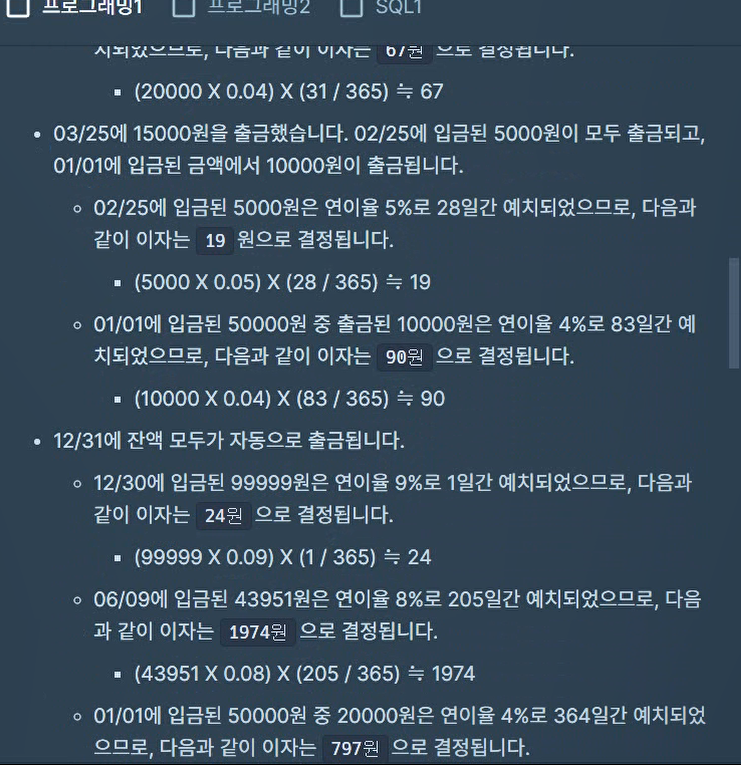 프로그래밍1 프로그래밍2 SQL1
치되었으므로, 다음과 같이 이자는 67원 으로 결정됩니다.
(20000 X 0.04) X (31 / 365) ≒ 67
03/25에 15000원을 출금했습니다. 02/25에 입금된 5000원이 모두 출금되고,
01/01에 입금된 금액에서 10000원이 출금됩니다.
02/25에 입금된 5000원은 연이율 5%로 28일간 예치되었으므로, 다음과
같이 이자는 19 원으로 결정됩니다.
(5000 X 0.05) X (28 / 365) ≒ 19
01/01에 입금된 50000원 중 출금된 10000원은 연이율 4%로 83일간 예
치되었으므로, 다음과 같이 이자는 90원 으로 결정됩니다.
(10000 X 0.04) X (83 / 365) ≒ 90
12/31에 잔액 모두가 자동으로 출금됩니다.
12/30에 입금된 99999원은 연이율 9%로 1일간 예치되었으므로, 다음과
같이 이자는 24원 으로 결정됩니다.
(99999 X 0.09) X (1 / 365) ≒ 24
06/09에 입금된 43951원은 연이율 8%로 205일간 예치되었으므로, 다음
과 같이 이자는 1974원 으로 결정됩니다.
(43951 X 0.08) X (205 / 365) ≒ 1974
01/01에 입금된 50000원 중 20000원은 연이율 4%로 364일간 예치되었
으므로, 다음과 같이 이자는 797원 으로 결정됩니다.